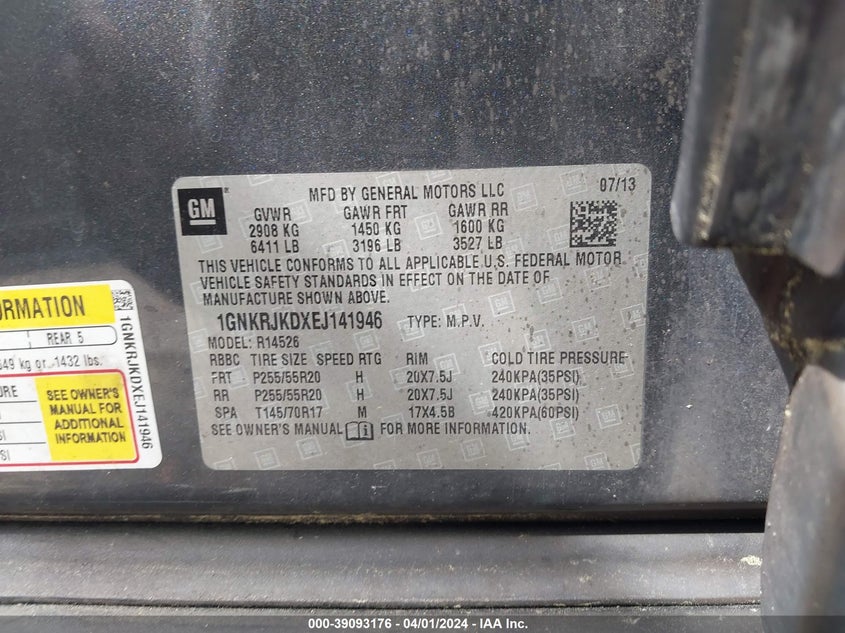 GM
MFD BY GENERAL MOTORS LLC 07/13
GVWR GAWR FRT GAWR RR
2908 KG 1450 KG 1600 KG
6411 LB 3196 LB 3527 LB
THIS VEHICLE CONFORMS TO ALL APPLICABLE U.S. FEDERAL MOTOR
VEHICLE SAFETY STANDARDS IN EFFECT ON THE DATE OF
MANUFACTURE SHOWN ABOVE.
1GNKRJKDXEJ141946 TYPE: M.P.V.
MODEL: R14526
RBBC TIRE SIZE SPEED RTG RIM COLD TIRE PRESSURE
FRT P255/55R20 H 20X7.5J 240KPA(35PSI)
RR P255/55R20 H 20X7.5J 240KPA(35PSI)
SPA T145/70R17 M 17X4.5B 420KPA(60PSI)
SEE OWNER'S MANUAL FOR MORE INFORMATION.
REAR 5
kg or 1432 lbs.
SEE OWNER'S
MANUAL FOR
ADDITIONAL
INFORMATION
1GNKRJKDXEJ141946
000-39093176 - 04/01/2024 - IAA, Inc.